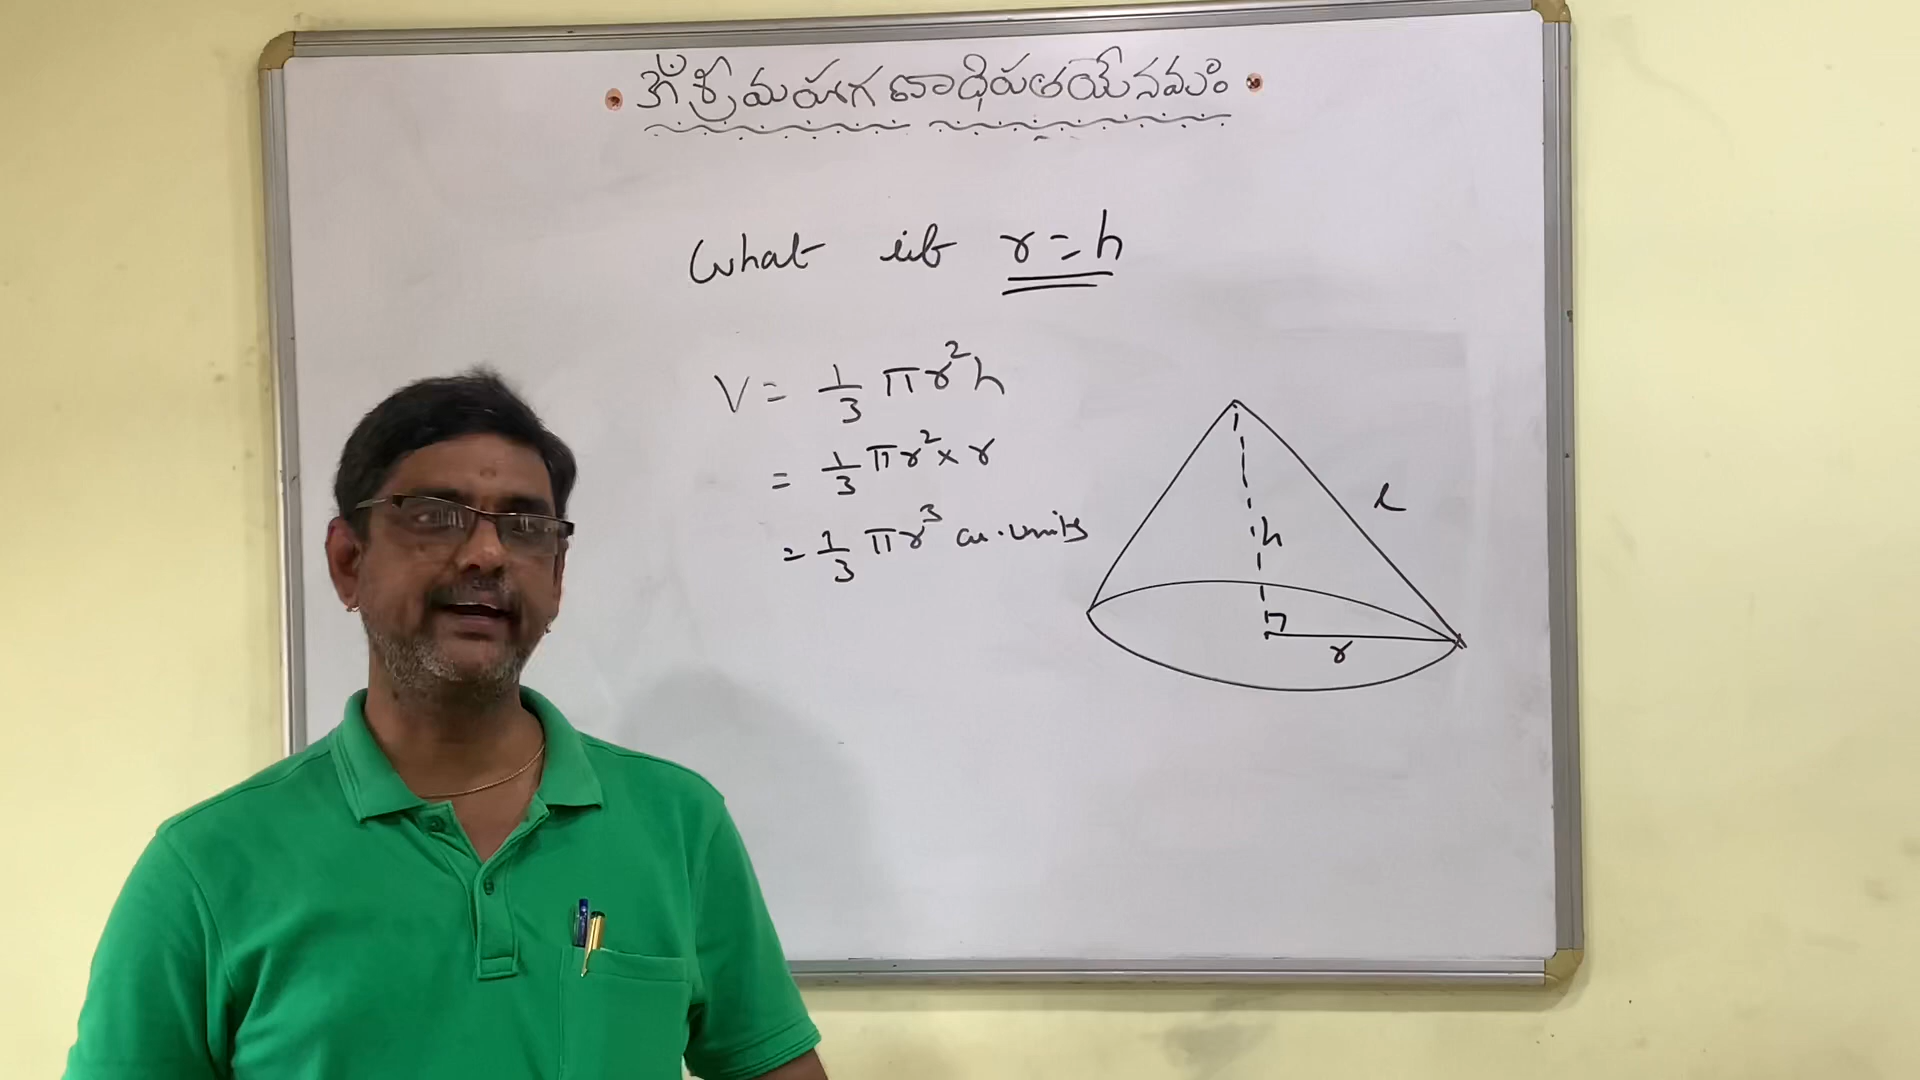 ఓం శ్రీ మహాగణాధిపతయే నమః
What if r = h
V = 1/3 πr²h
= 1/3 πr² × r
= 1/3 πr³ cu. units
l
h
r